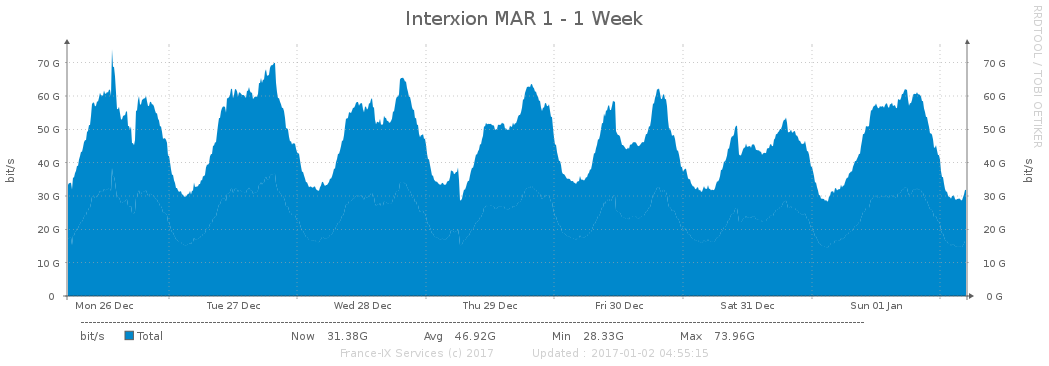 Interxion MAR 1 - 1 Week
RRDTOOL / TOBI OETIKER
bit/s
70 G
60 G
50 G
40 G
30 G
20 G
10 G
0
70 G
60 G
50 G
40 G
30 G
20 G
10 G
0 G
bit/s
Mon 26 Dec Tue 27 Dec Wed 28 Dec Thu 29 Dec Fri 30 Dec Sat 31 Dec Sun 01 Jan
bit/s Total Now 31.38G Avg 46.92G Min 28.33G Max 73.96G
France-IX Services (c) 2017 Updated : 2017-01-02 04:55:15